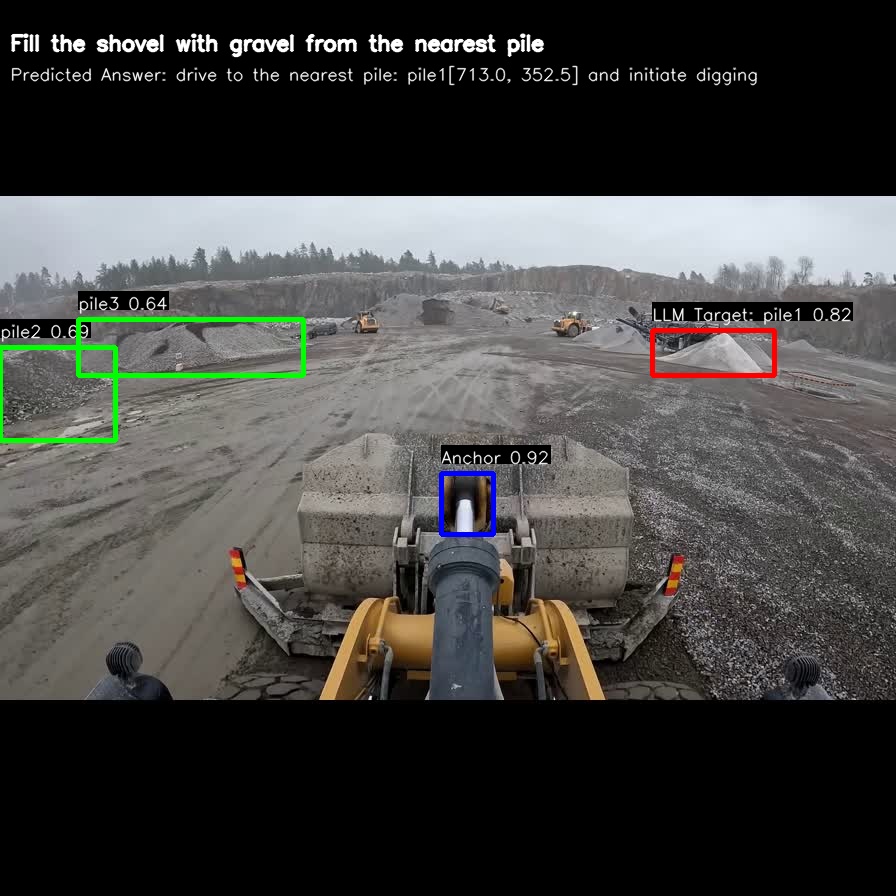 Fill the shovel with gravel from the nearest pile
Predicted Answer: drive to the nearest pile: pile1[713.0, 352.5] and initiate digging
pile3 0.64
LLM Target: pile1 0.82
pile2 0.69
Anchor 0.92